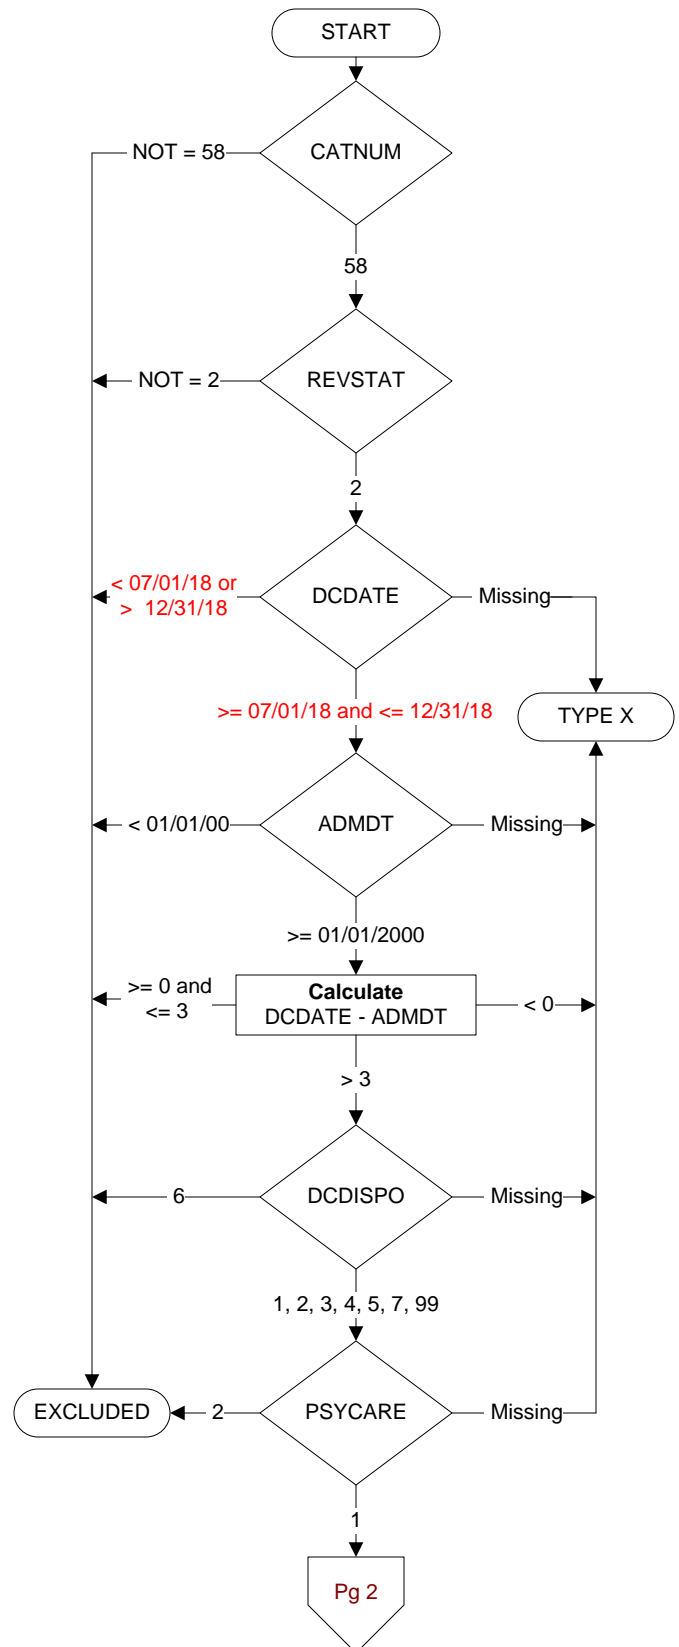 START
CATNUM
NOT = 58
58
REVSTAT
NOT = 2
2
DCDATE
< 07/01/18 or
> 12/31/18
Missing
>= 07/01/18 and <= 12/31/18
TYPE X
ADMDT
< 01/01/00
Missing
>= 01/01/2000
Calculate
DCDATE - ADMDT
>= 0 and
<= 3
< 0
> 3
DCDISPO
6
Missing
1, 2, 3, 4, 5, 7, 99
PSYCARE
EXCLUDED
2
Missing
1
Pg 2